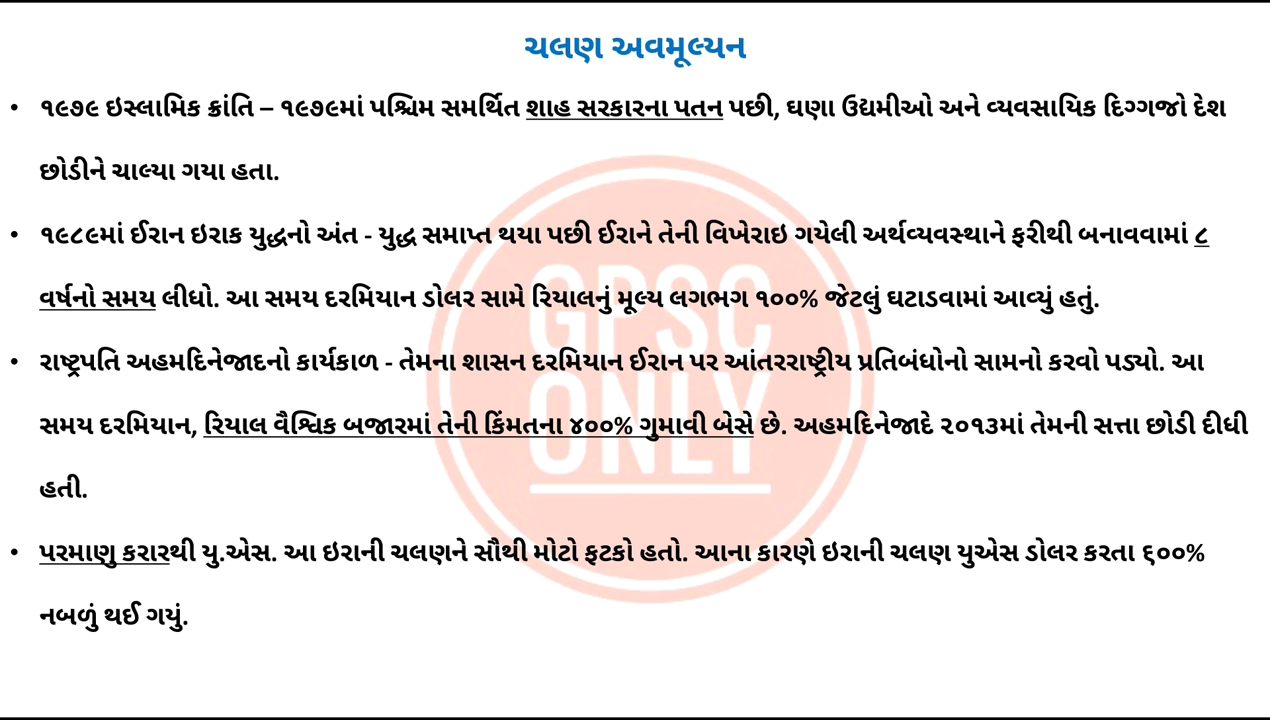 ચલણ અવમૂલ્યન
• ૧૯૭૯ ઇસ્લામિક ક્રાંતિ – ૧૯૭૯માં પશ્ચિમ સમર્થિત શાહ સરકારના પતન પછી, ઘણા ઉદ્યમીઓ અને વ્યવસાયિક દિગ્ગજો દેશ
છોડીને ચાલ્યા ગયા હતા.
• ૧૯૮૯માં ઈરાન ઇરાક યુદ્ધનો અંત - યુદ્ધ સમાપ્ત થયા પછી ઈરાને તેની વિખેરાઇ ગયેલી અર્થવ્યવસ્થાને ફરીથી બનાવવામાં ૮
વર્ષનો સમય લીધો. આ સમય દરમિયાન ડોલર સામે રિયાલનું મૂલ્ય લગભગ ૧૦૦% જેટલું ઘટાડવામાં આવ્યું હતું.
• રાષ્ટ્રપતિ અહમદિનેજાદનો કાર્યકાળ - તેમના શાસન દરમિયાન ઈરાન પર આંતરરાષ્ટ્રીય પ્રતિબંધોનો સામનો કરવો પડ્યો. આ
સમય દરમિયાન, રિયાલ વૈશ્વિક બજારમાં તેની કિંમતના ૪૦૦% ગુમાવી બેસે છે. અહમદિનેજાદે ૨૦૧૩માં તેમની સત્તા છોડી દીધી
હતી.
• પરમાણુ કરારથી યુ.એસ. આ ઇરાની ચલણને સૌથી મોટો ફટકો હતો. આના કારણે ઇરાની ચલણ યુએસ ડોલર કરતા ૬૦૦%
નબળું થઈ ગયું.
GPSC
ONLY